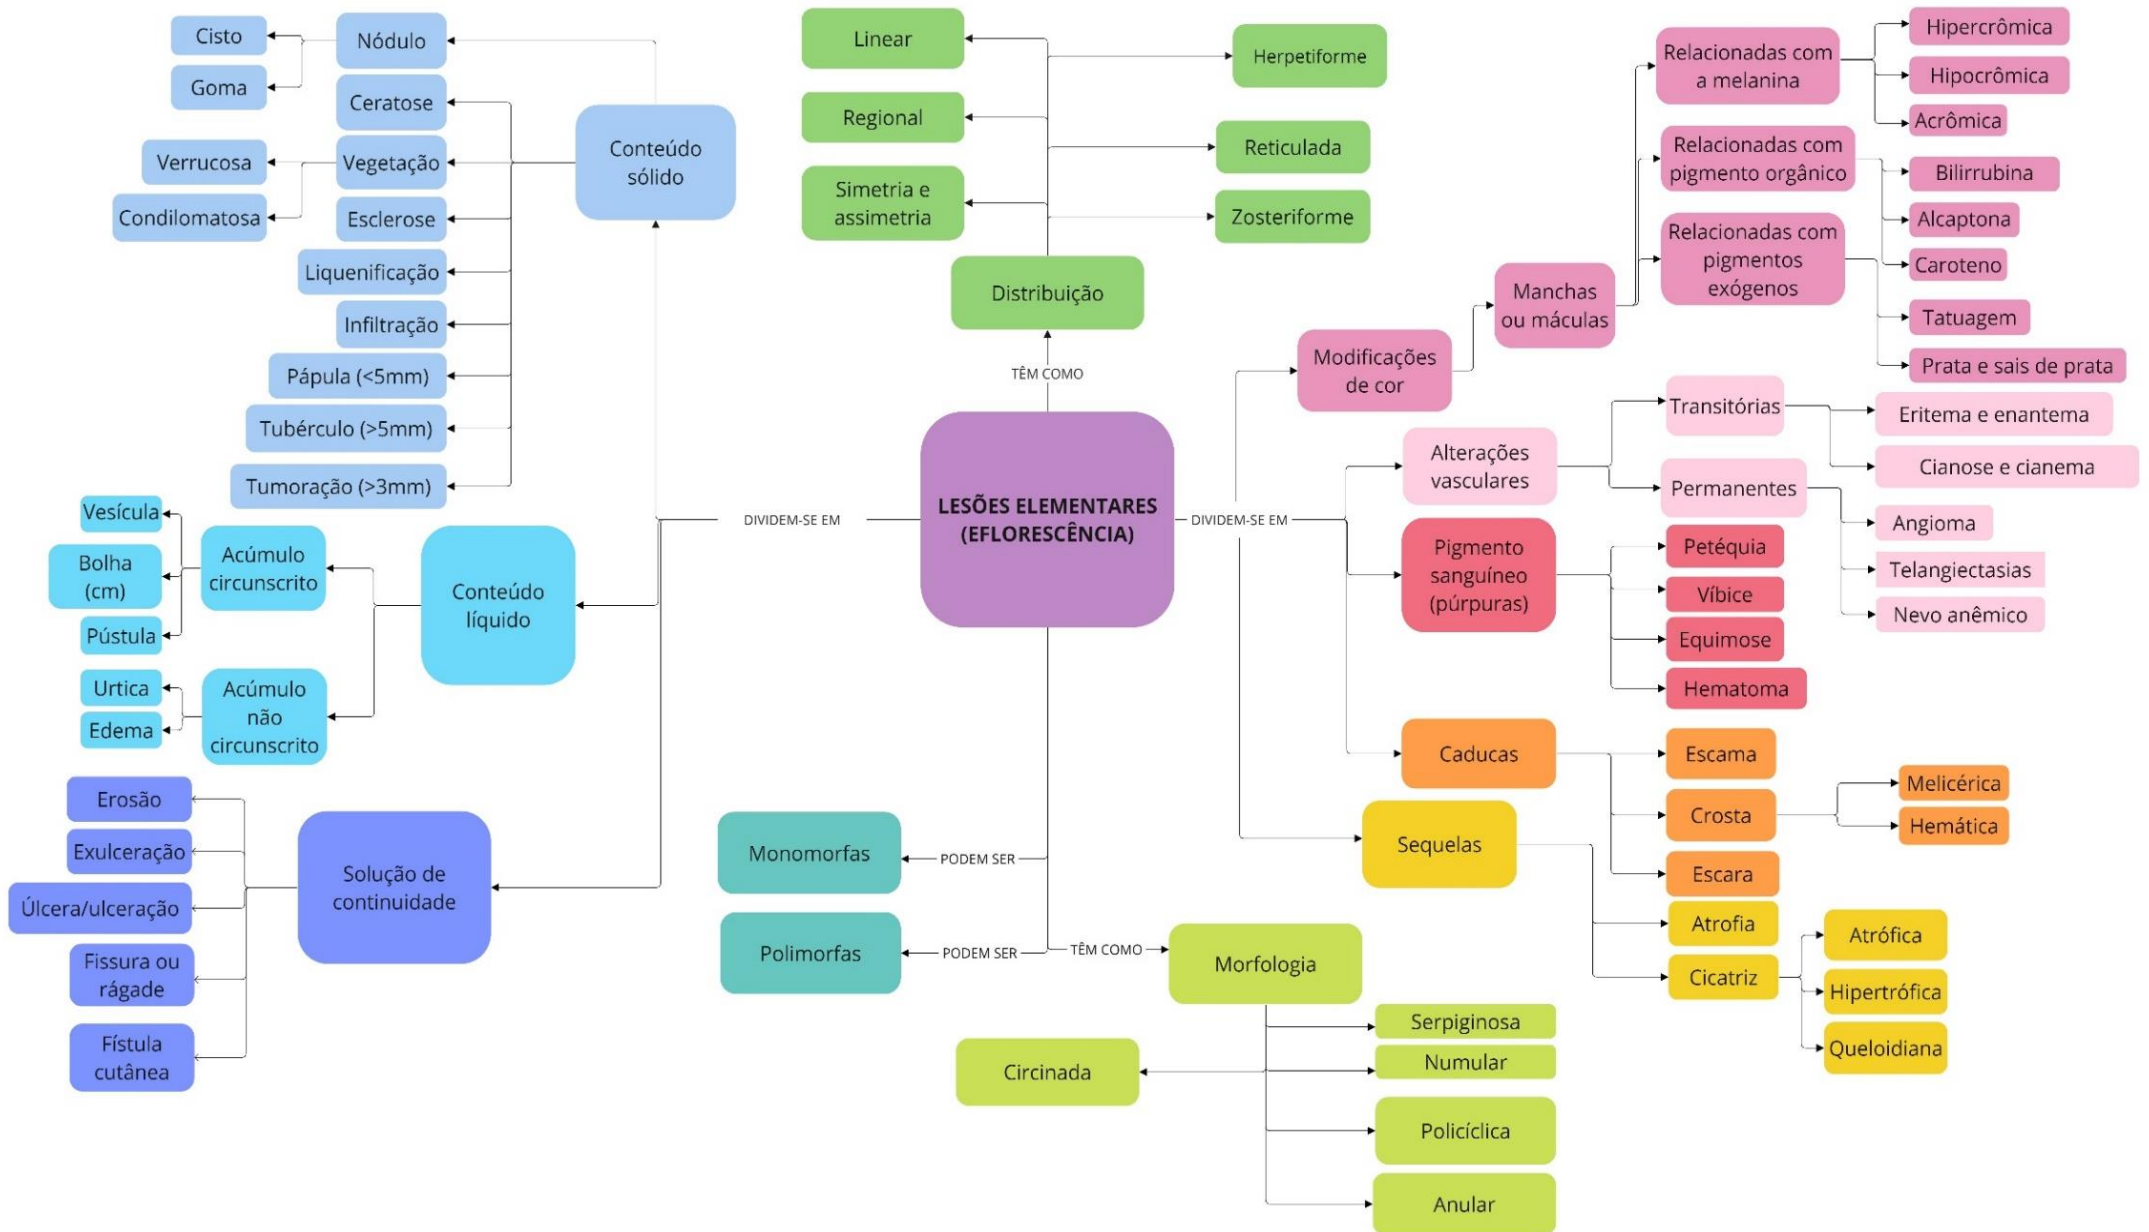 Cisto
Nódulo
Goma
Ceratose
Verrucosa
Vegetação
Condilomatosa
Esclerose
Liquenificação
Infiltração
Pápula (<5mm)
Tubérculo (>5mm)
Tumoração (>3mm)
Conteúdo
sólido
Vesícula
Bolha
(cm)
Pústula
Acúmulo
circunscrito
Urtica
Edema
Acúmulo
não
circunscrito
Conteúdo
líquido
Erosão
Exulceração
Úlcera/ulceração
Fissura ou
rágade
Fístula
cutânea
Solução de
continuidade
DIVIDEM-SE EM
Linear
Regional
Simetria e
assimetria
Herpetiforme
Reticulada
Zosteriforme
Distribuição
TÊM COMO
LESÕES ELEMENTARES
(EFLORESCÊNCIA)
DIVIDEM-SE EM
Monomorfas
PODEM SER
Polimorfas
PODEM SER
TÊM COMO
Morfologia
Circinada
Serpiginosa
Numular
Policíclica
Anular
Modificações
de cor
Manchas
ou máculas
Relacionadas com
a melanina
Hipercrômica
Hipocrômica
Acrômica
Relacionadas com
pigmento orgânico
Bilirrubina
Alcaptona
Caroteno
Relacionadas com
pigmentos
exógenos
Tatuagem
Prata e sais de prata
Alterações
vasculares
Transitórias
Eritema e enantema
Cianose e cianema
Permanentes
Angioma
Telangiectasias
Nevo anêmico
Pigmento
sanguíneo
(púrpuras)
Petéquia
Víbice
Equimose
Hematoma
Caducas
Escama
Crosta
Melicérica
Hemática
Escara
Sequelas
Atrofia
Cicatriz
Atrófica
Hipertrófica
Queloidiana